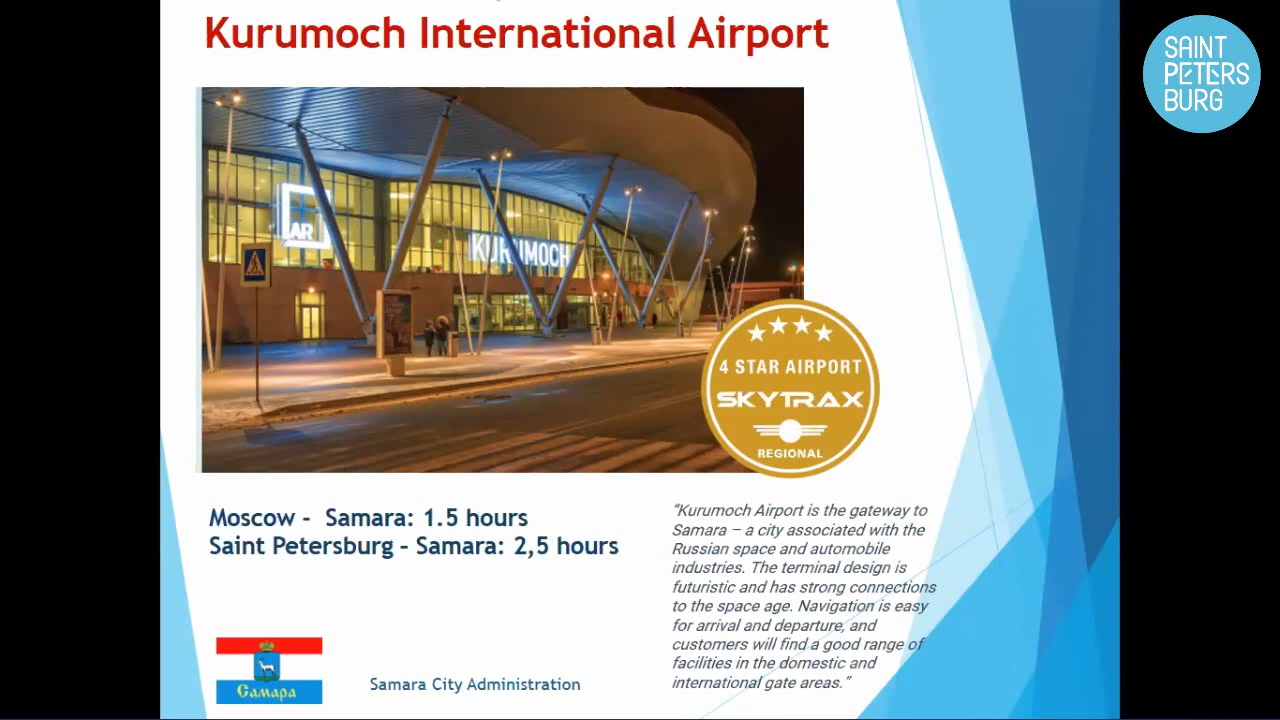 Kurumoch International Airport
SAINT
PETERS
BURG
AR
KURUMOCH
4 STAR AIRPORT
SKYTRAX
REGIONAL
Moscow - Samara: 1.5 hours
Saint Petersburg - Samara: 2,5 hours
"Kurumoch Airport is the gateway to
Samara – a city associated with the
Russian space and automobile
industries. The terminal design is
futuristic and has strong connections
to the space age. Navigation is easy
for arrival and departure, and
customers will find a good range of
facilities in the domestic and
international gate areas."
Самара
Samara City Administration